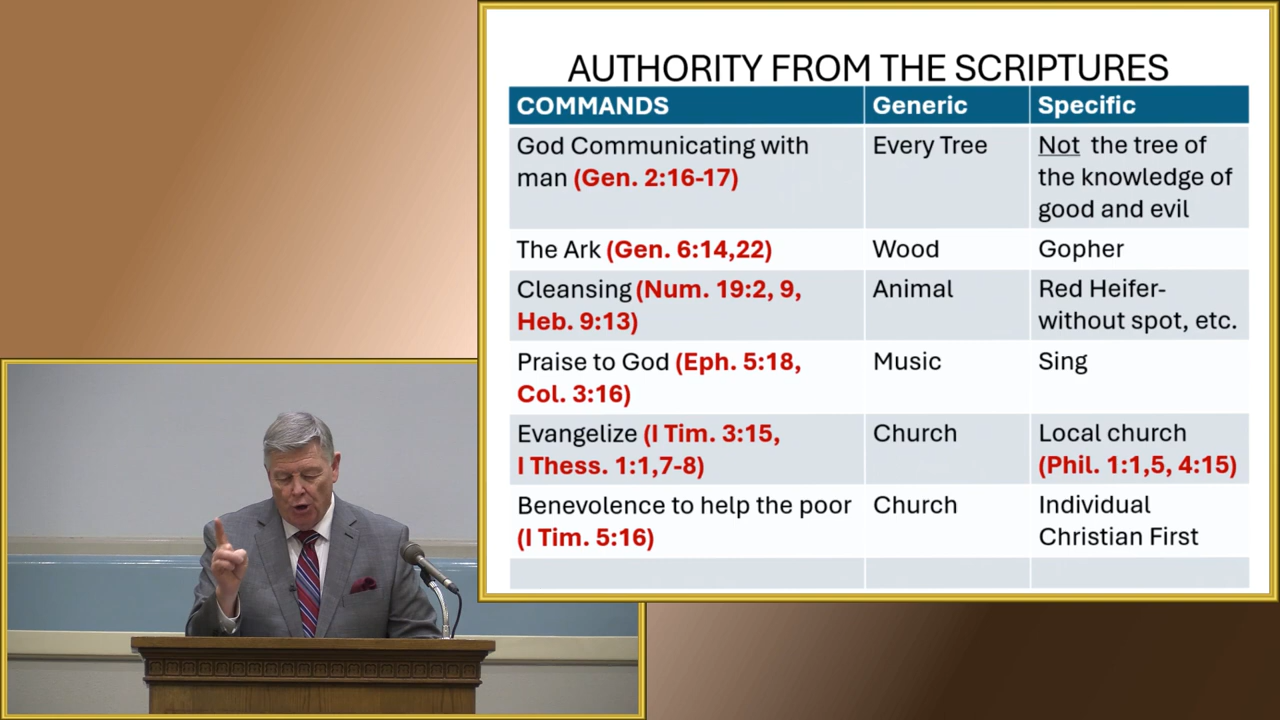 AUTHORITY FROM THE SCRIPTURES
COMMANDS Generic Specific
God Communicating with Every Tree Not the tree of
man (Gen. 2:16-17) the knowledge of
good and evil
The Ark (Gen. 6:14,22) Wood Gopher
Cleansing (Num. 19:2, 9, Animal Red Heifer-
Heb. 9:13) without spot, etc.
Praise to God (Eph. 5:18, Music Sing
Col. 3:16)
Evangelize (I Tim. 3:15, Church Local church
I Thess. 1:1,7-8) (Phil. 1:1,5, 4:15)
Benevolence to help the poor Church Individual
(I Tim. 5:16) Christian First